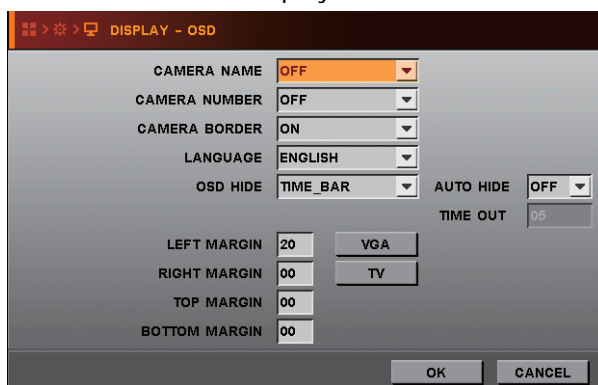 DISPLAY - OSD
CAMERA NAME OFF
CAMERA NUMBER OFF
CAMERA BORDER ON
LANGUAGE ENGLISH
OSD HIDE TIME_BAR AUTO HIDE OFF
TIME OUT 05
LEFT MARGIN 20 VGA
RIGHT MARGIN 00 TV
TOP MARGIN 00
BOTTOM MARGIN 00
OK CANCEL